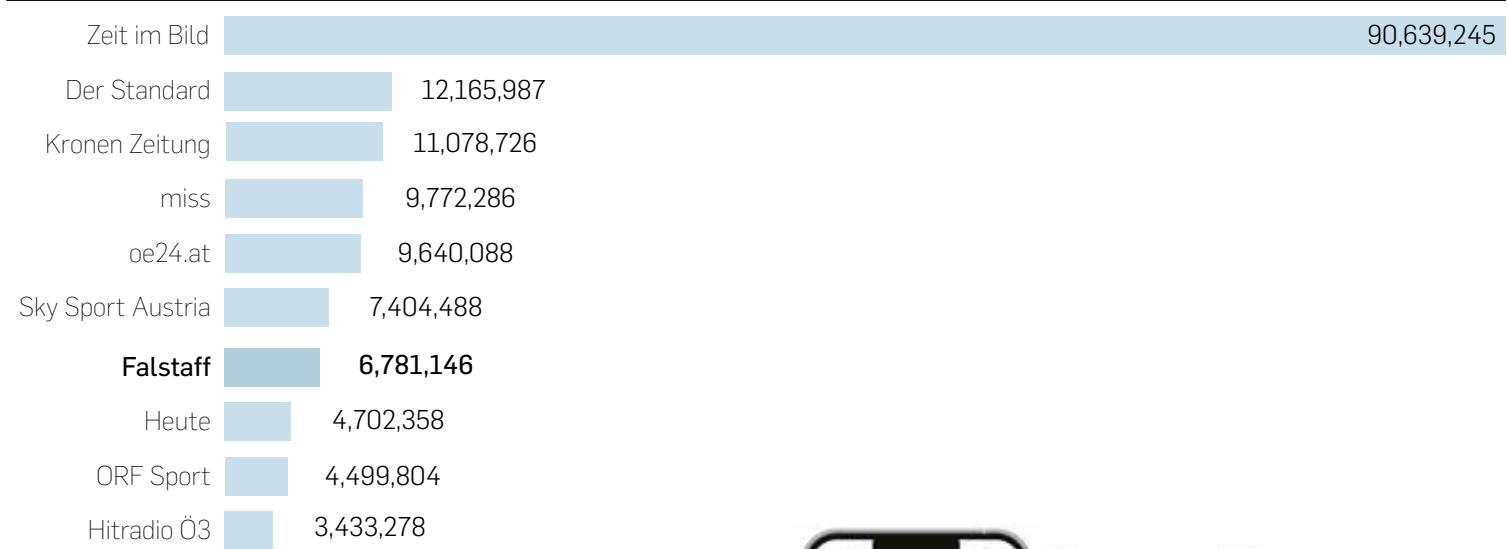 Zeit im Bild 90,639,245
Der Standard 12,165,987
Kronen Zeitung 11,078,726
miss 9,772,286
oe24.at 9,640,088
Sky Sport Austria 7,404,488
Falstaff 6,781,146
Heute 4,702,358
ORF Sport 4,499,804
Hitradio Ö3 3,433,278